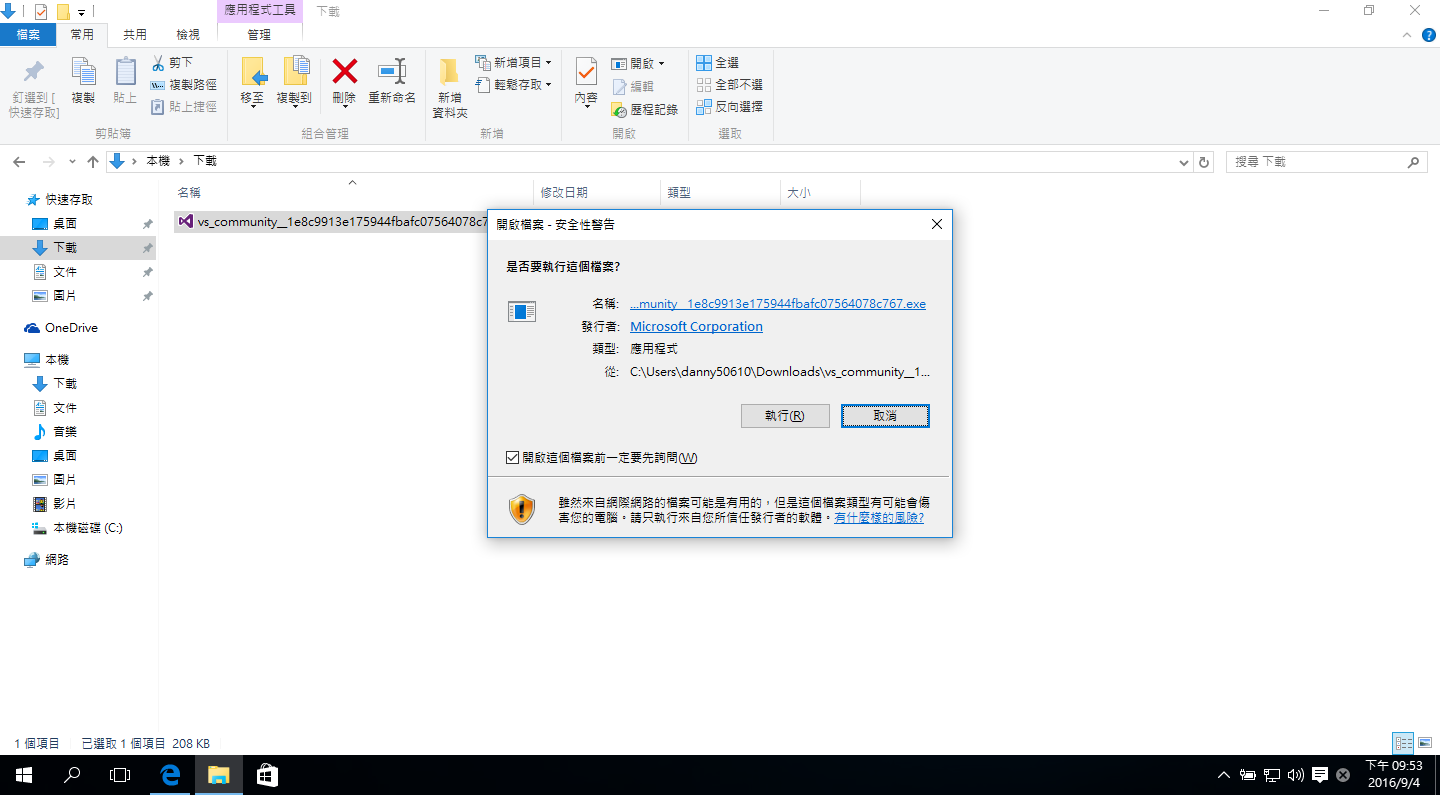 應用程式工具 下載
檔案 常用 共用 檢視 管理
釘選到 [
快速存取]
複製
貼上
剪下
複製路徑
貼上捷徑
剪貼簿
移至
複製到
刪除
重新命名
組合管理
新增
資料夾
新增項目
輕鬆存取
新增
內容
開啟
編輯
歷程記錄
開啟
全選
全部不選
反向選擇
選取
本機 下載
搜尋 下載
名稱 修改日期 類型 大小
vs_community__1e8c9913e175944fbafc07564078c7
快速存取
桌面
下載
文件
圖片
OneDrive
本機
下載
文件
音樂
桌面
圖片
影片
本機磁碟 (C:)
網路
開啟檔案 - 安全性警告
是否要執行這個檔案?
名稱: ...munity__1e8c9913e175944fbafc07564078c767.exe
發行者: Microsoft Corporation
類型: 應用程式
從: C:\Users\danny50610\Downloads\vs_community__1...
執行(R) 取消
開啟這個檔案前一定要先詢問(W)
雖然來自網際網路的檔案可能是有用的，但是這個檔案類型有可能會傷
害您的電腦。請只執行來自您所信任發行者的軟體。有什麼樣的風險?
1 個項目 已選取 1 個項目 208 KB
下午 09:53
2016/9/4